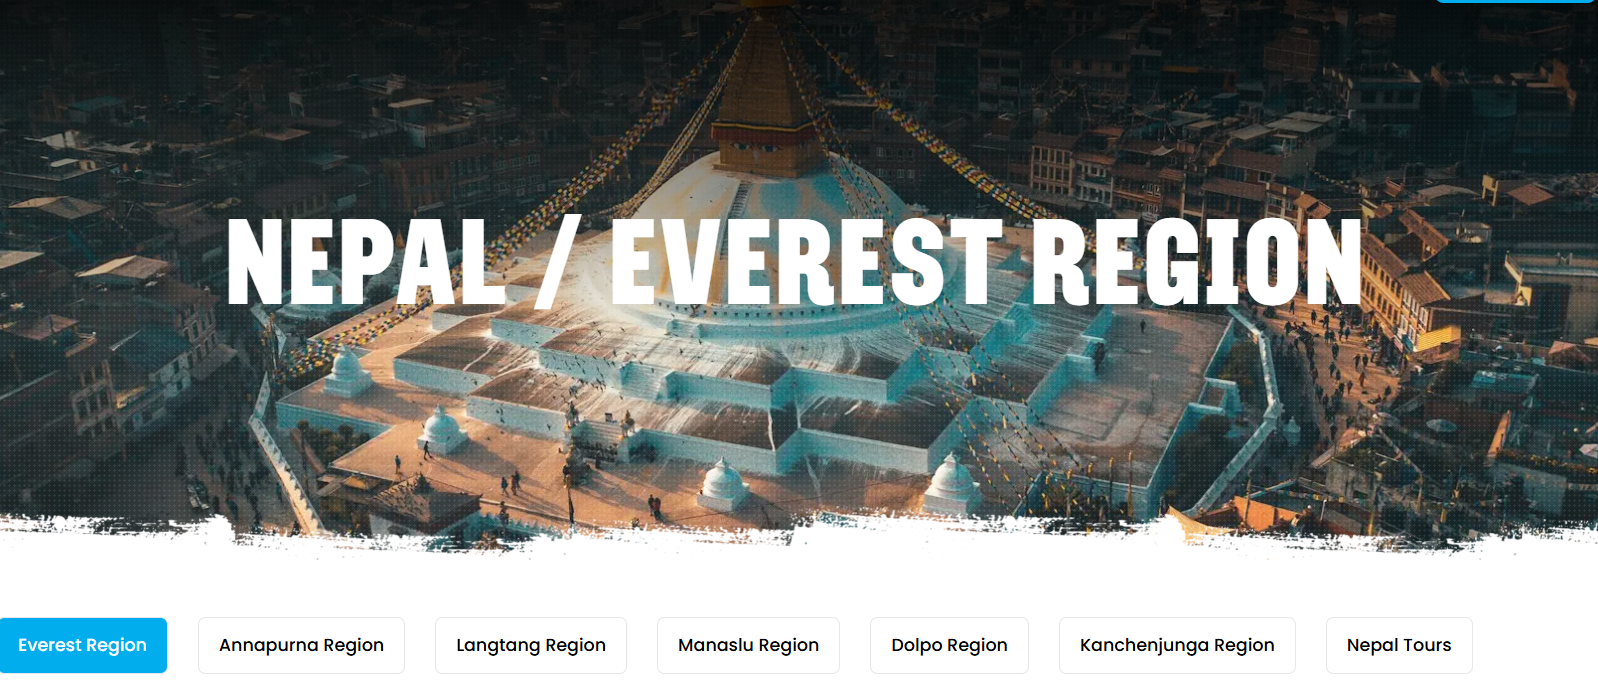 NEPAL / EVEREST REGION
Everest Region
Annapurna Region
Langtang Region
Manaslu Region
Dolpo Region
Kanchenjunga Region
Nepal Tours